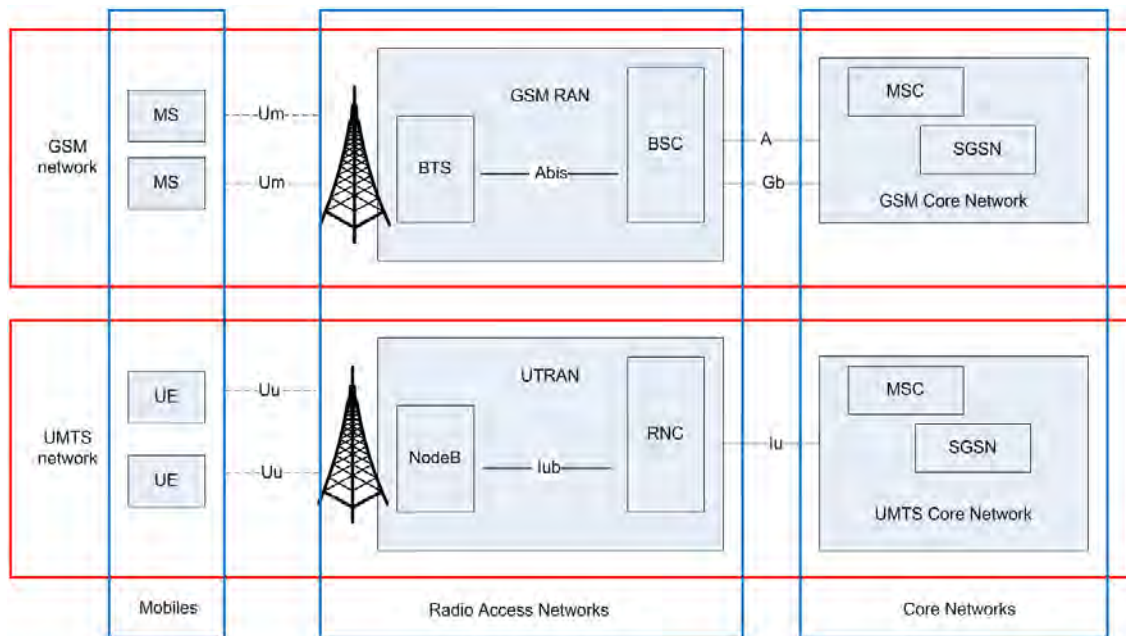 GSM
network
MS
MS
Um
Um
GSM RAN
BTS
Abis
BSC
A
Gb
MSC
SGSN
GSM Core Network
UMTS
network
UE
UE
Uu
Uu
UTRAN
NodeB
Iub
RNC
Iu
MSC
SGSN
UMTS Core Network
Mobiles
Radio Access Networks
Core Networks